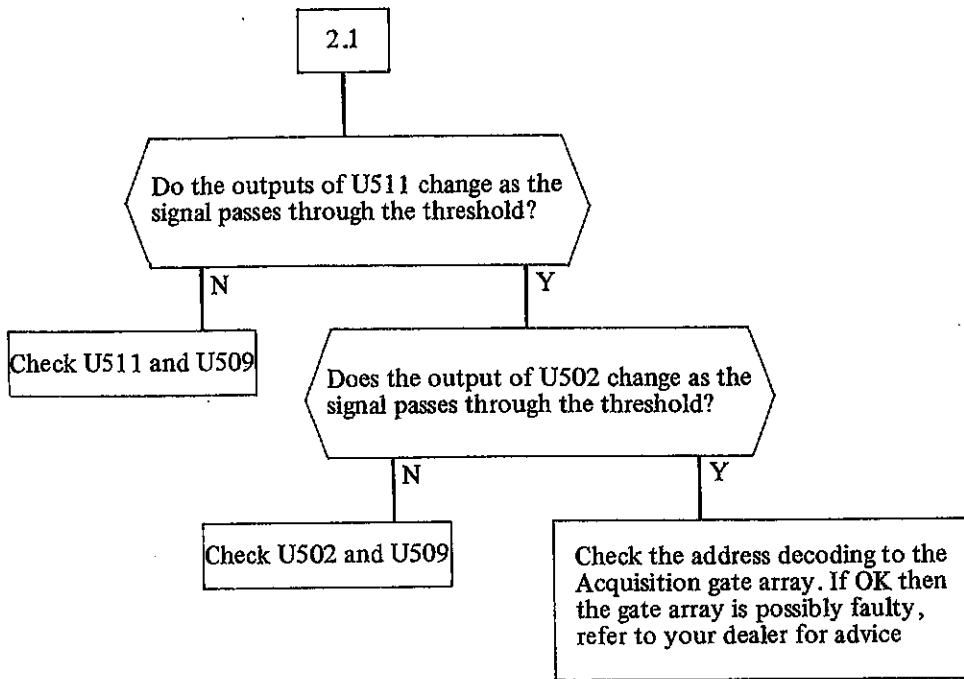 2.1
Do the outputs of U511 change as the
signal passes through the threshold?
N
Y
Check U511 and U509
Does the output of U502 change as the
signal passes through the threshold?
N
Y
Check U502 and U509
Check the address decoding to the
Acquisition gate array. If OK then
the gate array is possibly faulty,
refer to your dealer for advice